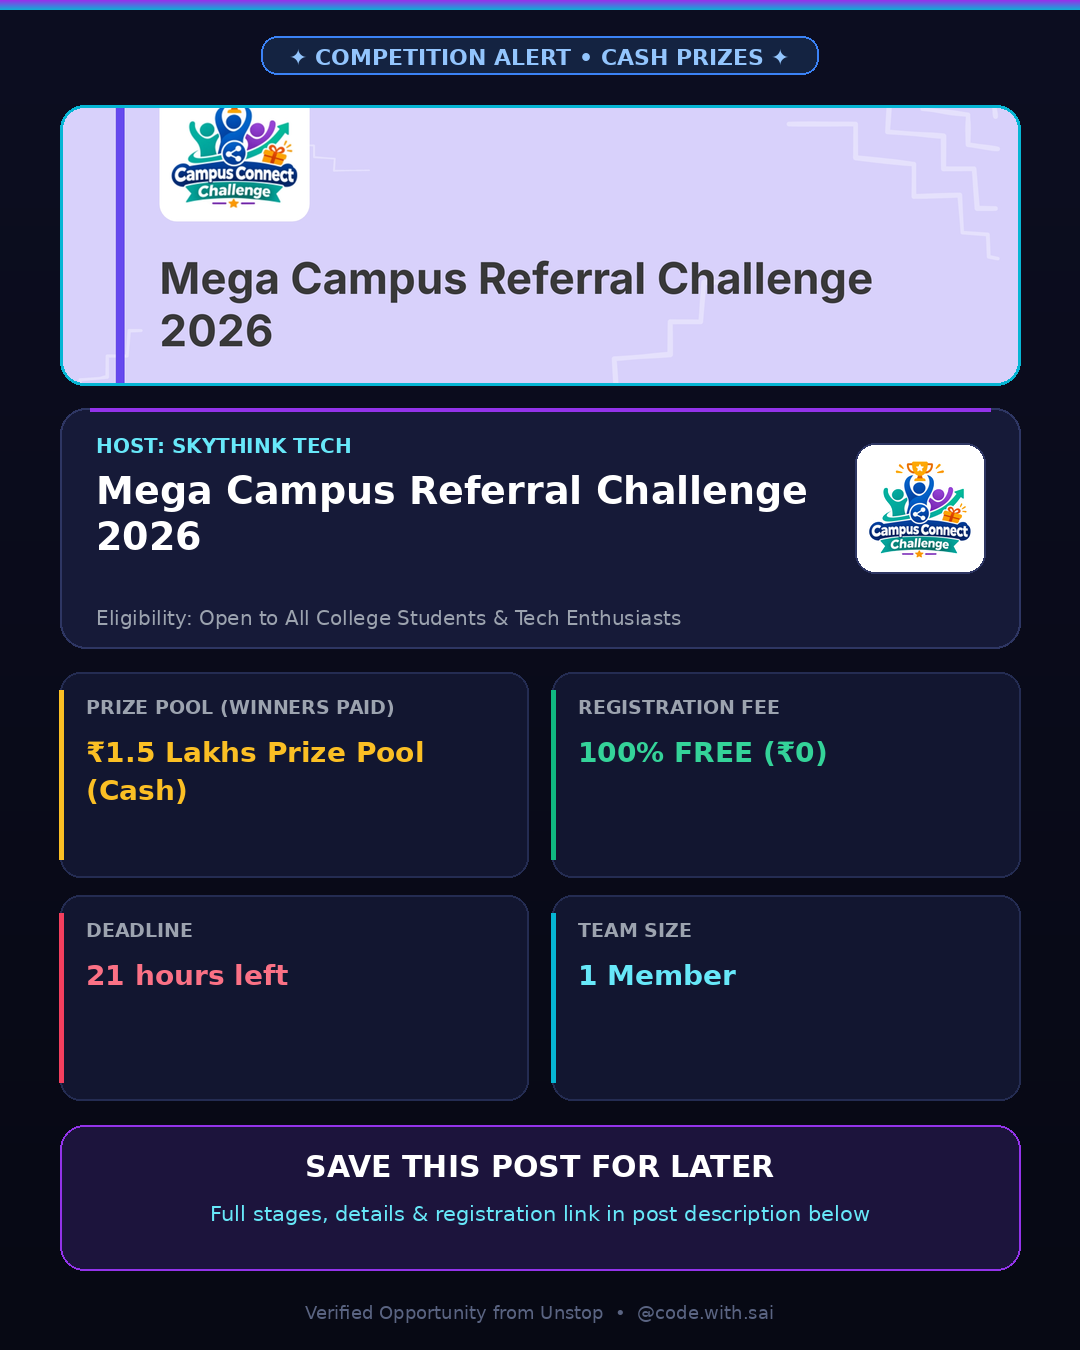 ✦ COMPETITION ALERT • CASH PRIZES ✦
Campus Connect
Challenge
Mega Campus Referral Challenge
2026
HOST: SKYTHINK TECH
Mega Campus Referral Challenge
2026
Campus Connect
Challenge
Eligibility: Open to All College Students & Tech Enthusiasts
PRIZE POOL (WINNERS PAID)
₹1.5 Lakhs Prize Pool
(Cash)
REGISTRATION FEE
100% FREE (₹0)
DEADLINE
21 hours left
TEAM SIZE
1 Member
SAVE THIS POST FOR LATER
Full stages, details & registration link in post description below
Verified Opportunity from Unstop • @code.with.sai